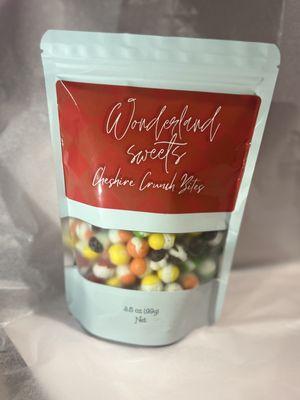 Wonderland
sweets
Cheshire Crunch Bites
3.5 oz (99g)
Net